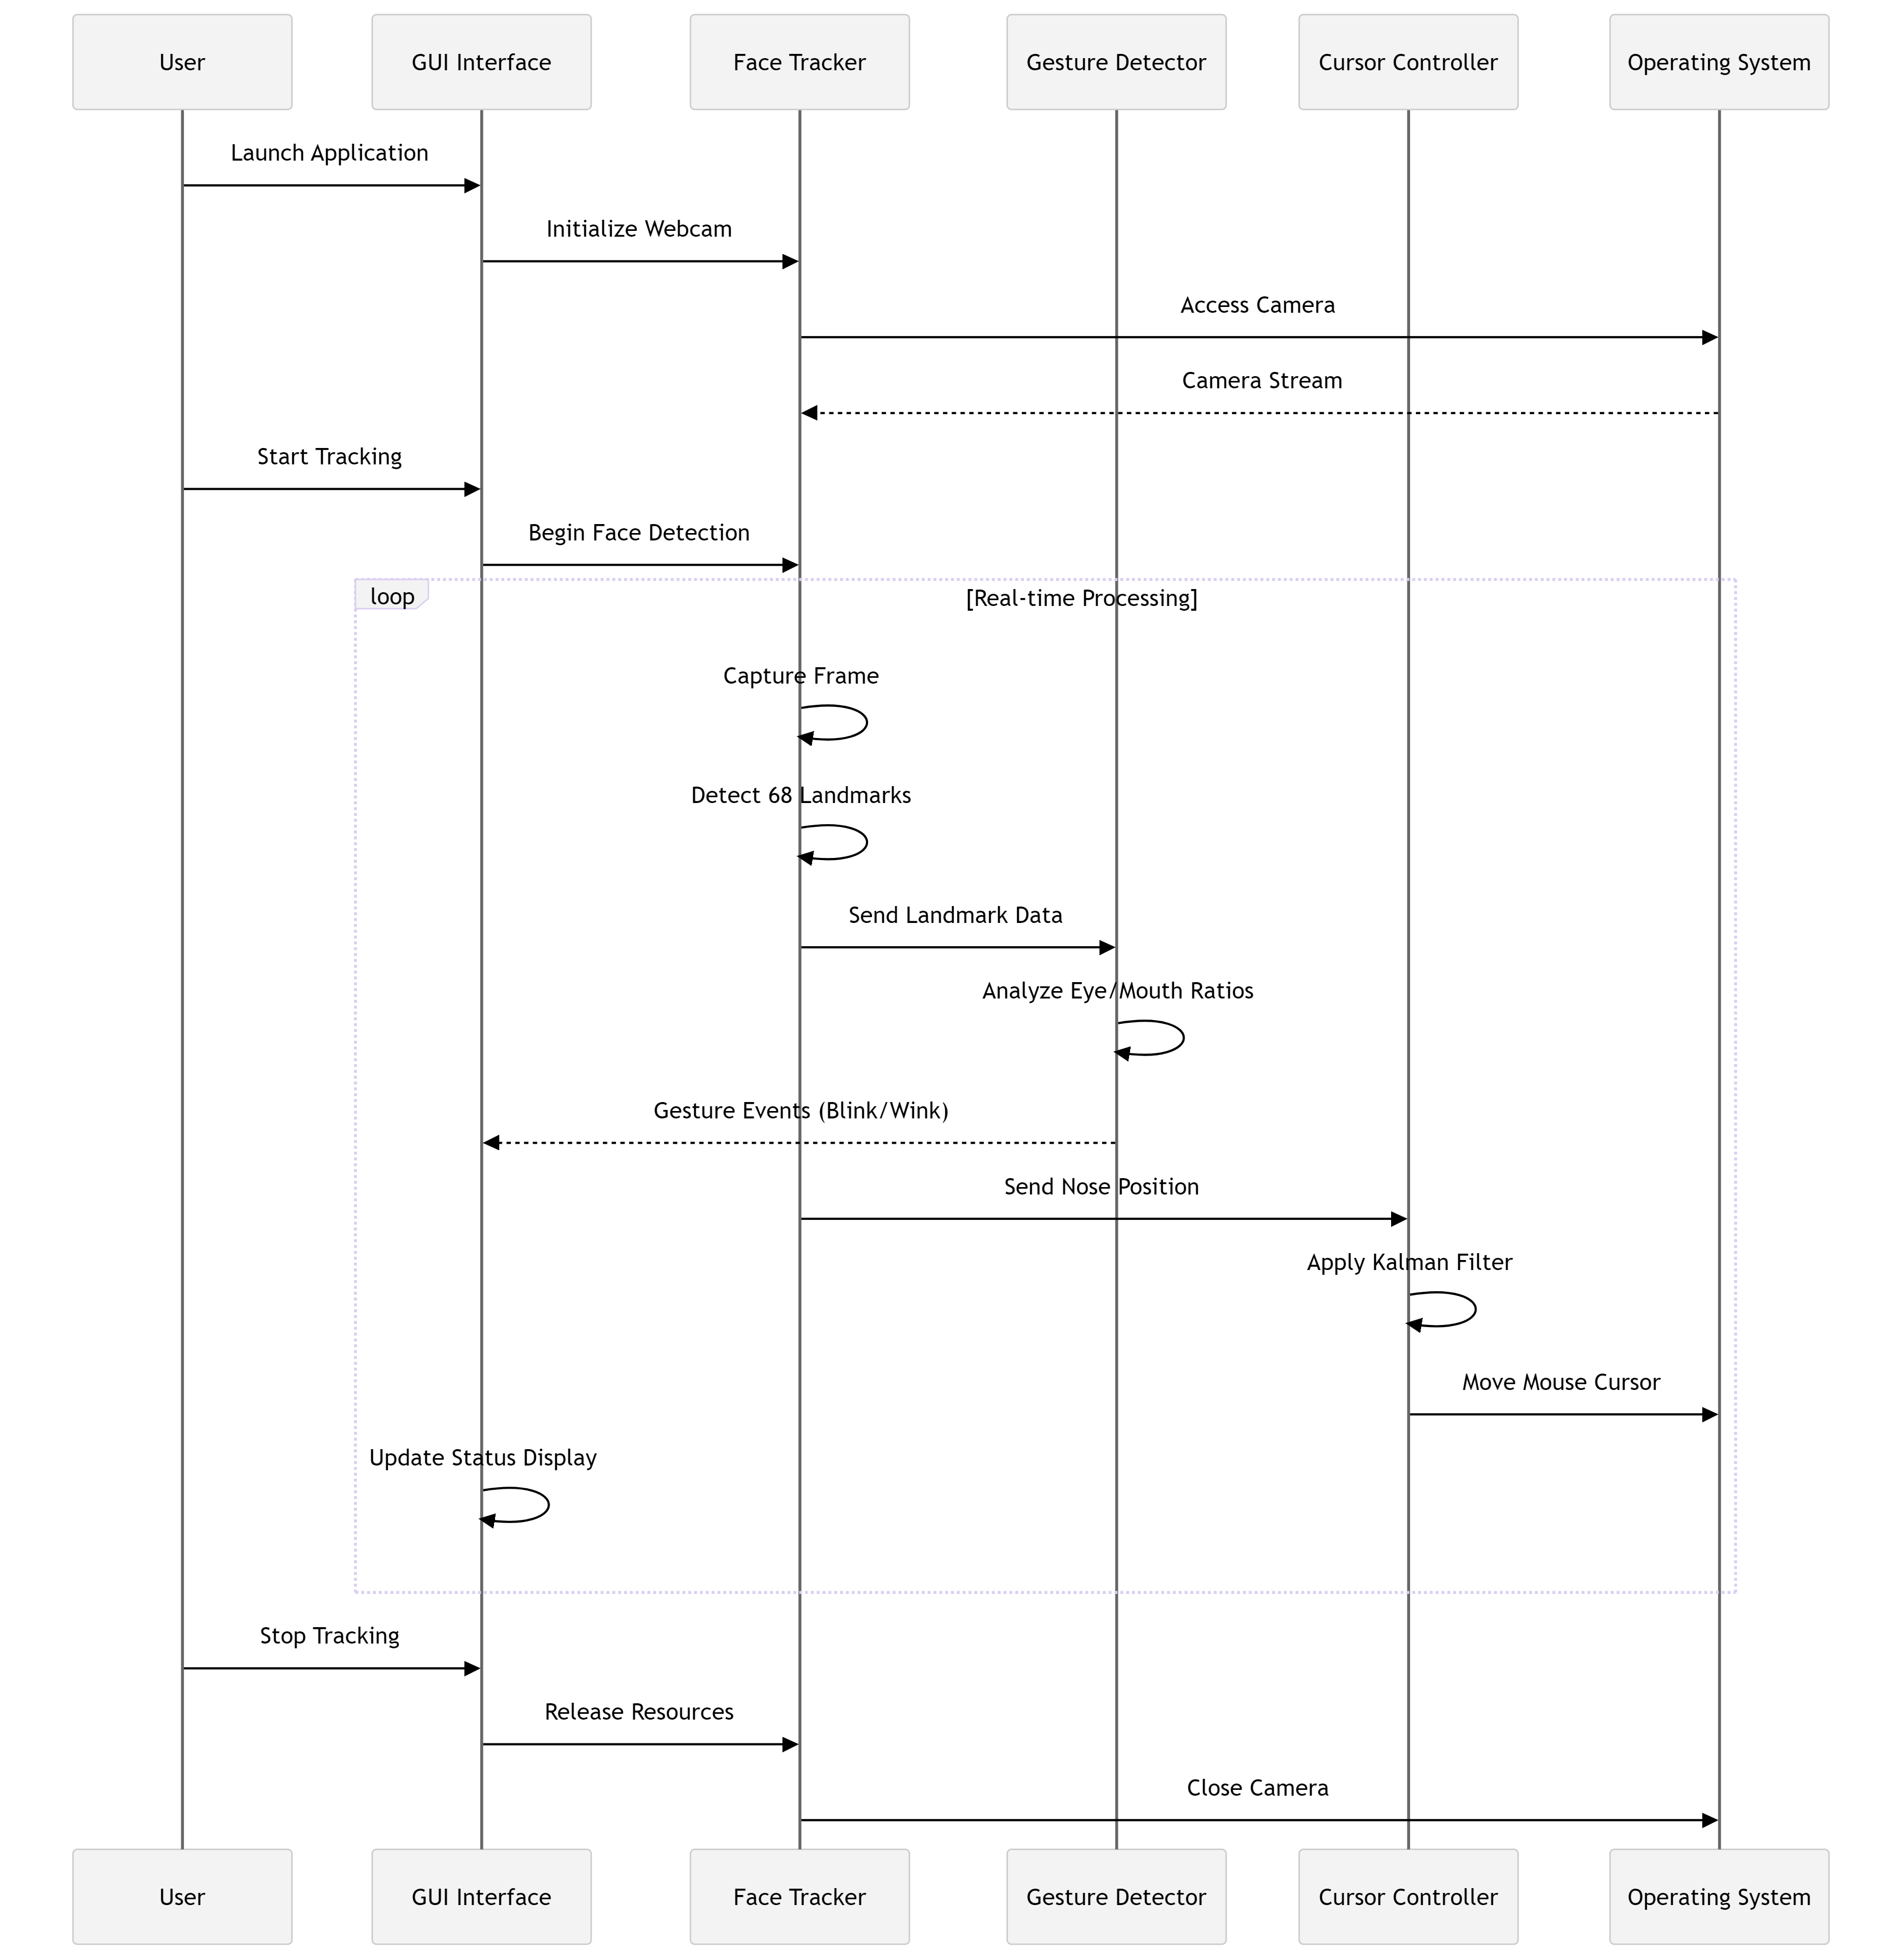 User
GUI Interface
Face Tracker
Gesture Detector
Cursor Controller
Operating System
Launch Application
Initialize Webcam
Access Camera
Camera Stream
Start Tracking
Begin Face Detection
loop
[Real-time Processing]
Capture Frame
Detect 68 Landmarks
Send Landmark Data
Analyze Eye/Mouth Ratios
Gesture Events (Blink/Wink)
Send Nose Position
Apply Kalman Filter
Move Mouse Cursor
Update Status Display
Stop Tracking
Release Resources
Close Camera
User
GUI Interface
Face Tracker
Gesture Detector
Cursor Controller
Operating System